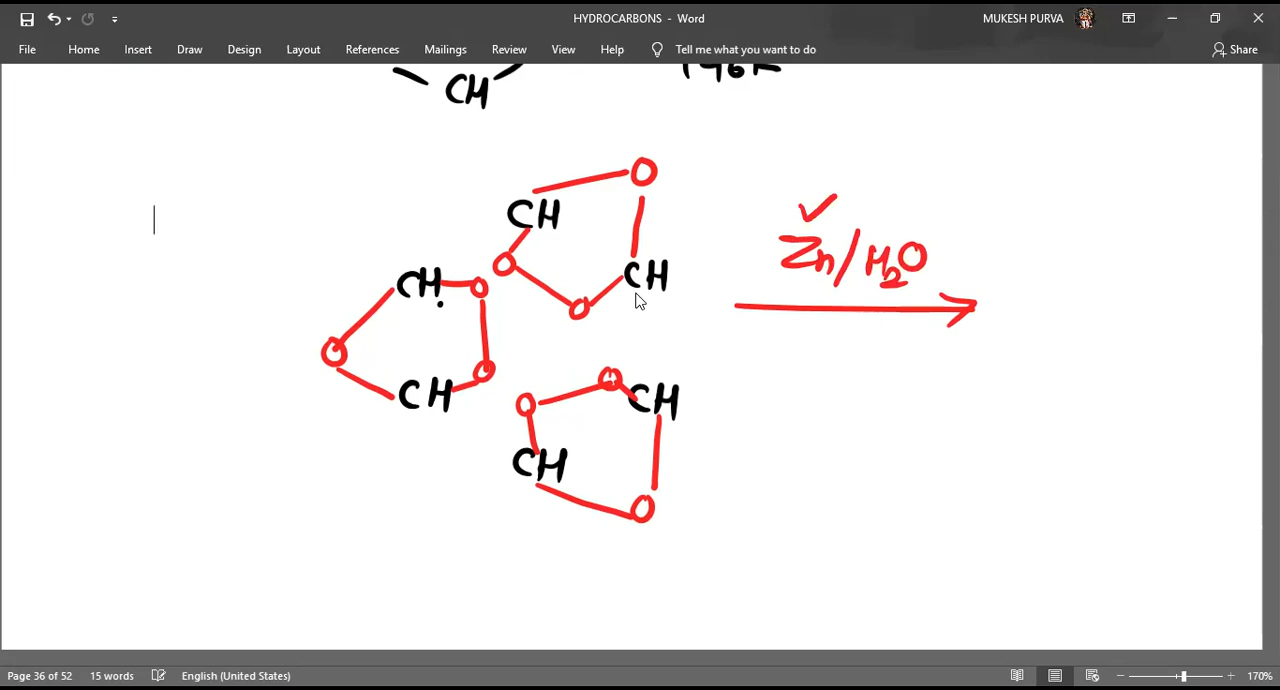 HYDROCARBONS - Word
MUKESH PURVA
File Home Insert Draw Design Layout References Mailings Review View Help Tell me what you want to do Share
CH
O
CH
Zn/H2O
O CH
CH O
O
O
O CH
CH O
O
CH
O
Page 36 of 52 15 words English (United States) 170%